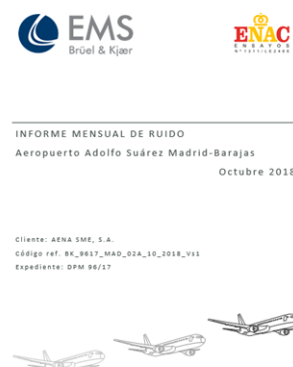 EMS
Brüel & Kjær
ENAC
ENSAYOS
INFORME MENSUAL DE RUIDO
Aeropuerto Adolfo Suárez Madrid-Barajas
Octubre 2018
Cliente: AENA SME, S.A.
Código ref. BK_9617_MAD_02A_10_2018_Vs1
Expediente: DPM 96/17